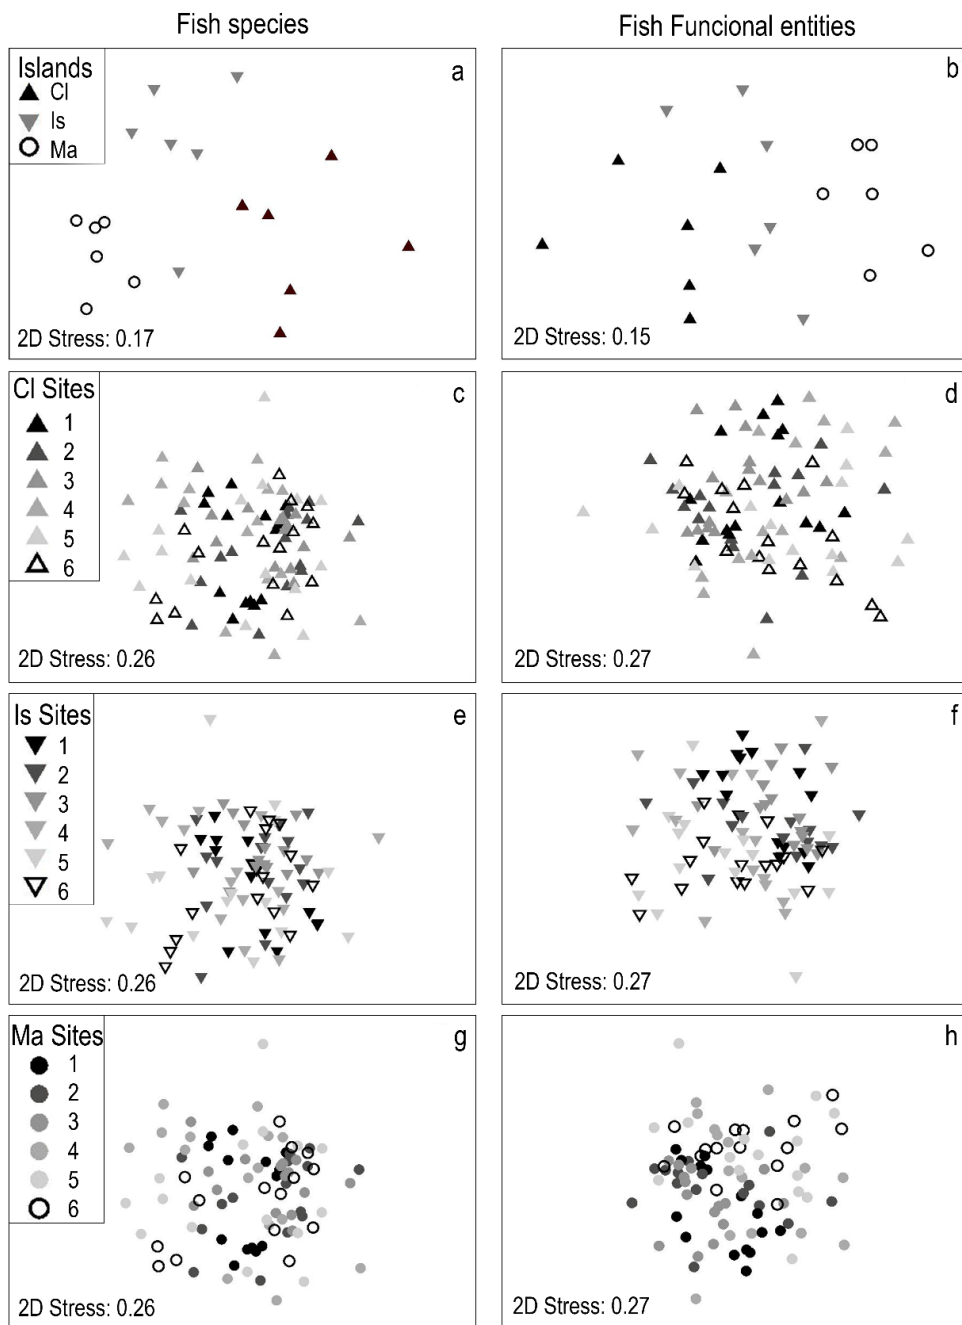 Fish species
Fish Funcional entities
Islands
Cl
Is
Ma
a
2D Stress: 0.17
b
2D Stress: 0.15
Cl Sites
1
2
3
4
5
6
c
2D Stress: 0.26
d
2D Stress: 0.27
Is Sites
1
2
3
4
5
6
e
2D Stress: 0.26
f
2D Stress: 0.27
Ma Sites
1
2
3
4
5
6
g
2D Stress: 0.26
h
2D Stress: 0.27